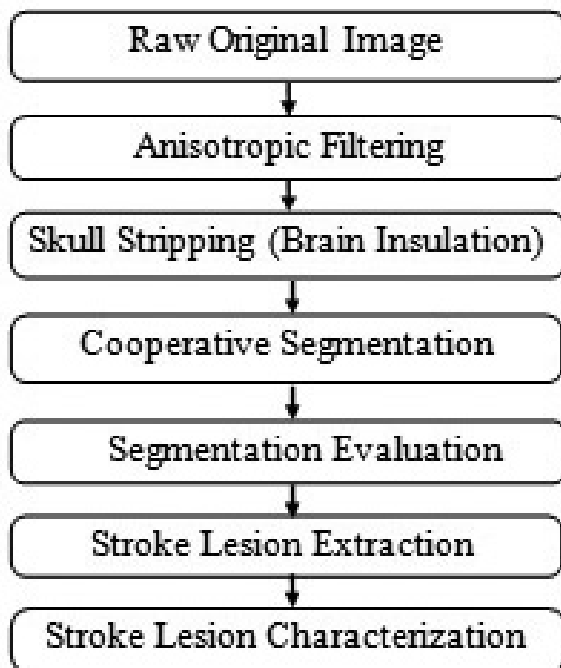 Raw Original Image
Anisotropic Filtering
Skull Stripping (Brain Insulation)
Cooperative Segmentation
Segmentation Evaluation
Stroke Lesion Extraction
Stroke Lesion Characterization